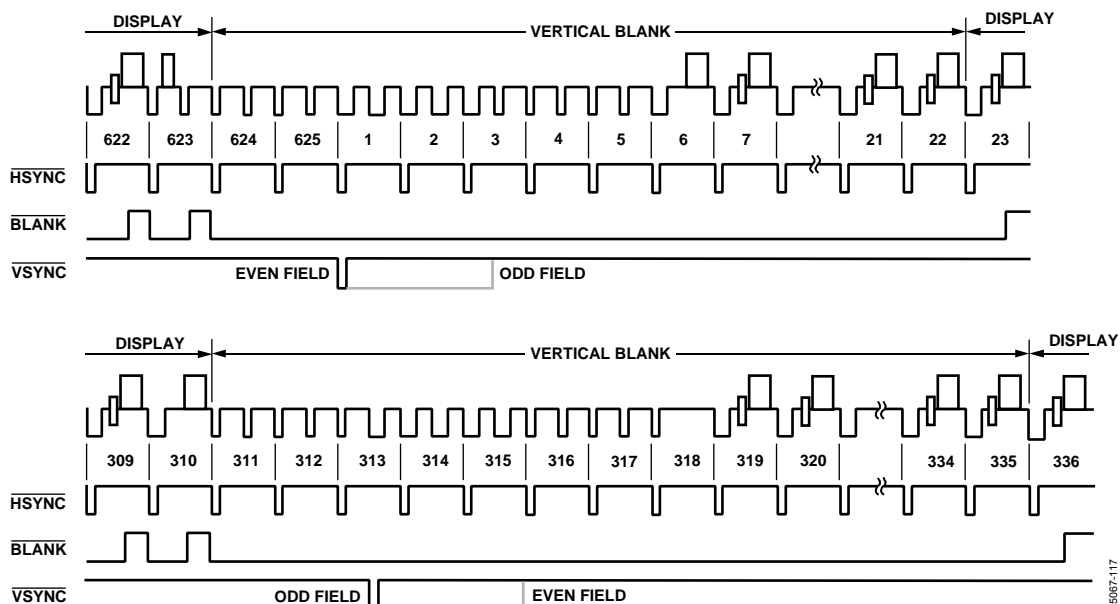 DISPLAY VERTICAL BLANK DISPLAY
622 623 624 625 1 2 3 4 5 6 7 21 22 23
HSYNC
BLANK
VSYNC EVEN FIELD ODD FIELD
DISPLAY VERTICAL BLANK DISPLAY
309 310 311 312 313 314 315 316 317 318 319 320 334 335 336
HSYNC
BLANK
VSYNC ODD FIELD EVEN FIELD